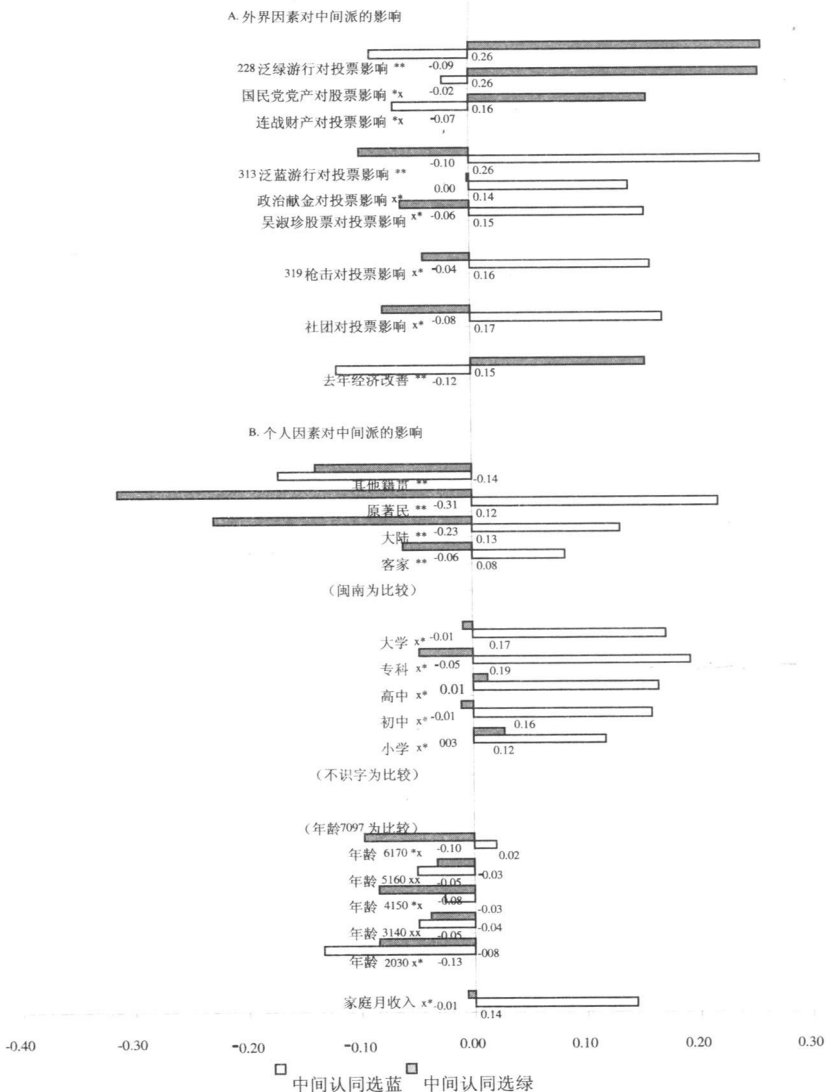 A. 外界因素对中间派的影响
0.26
228泛绿游行对投票影响 ** -0.09
0.26
国民党党产对股票影响 *x -0.02
0.16
连战财产对投票影响 *x -0.07
-0.10
0.26
313泛蓝游行对投票影响 **
0.00
0.14
政治献金对投票影响 x*
-0.06
0.15
吴淑珍股票对投票影响 x*
319枪击对投票影响 x* -0.04
0.16
社团对投票影响 x* -0.08
0.17
0.15
去年经济改善 ** -0.12
B. 个人因素对中间派的影响
-0.14
其他籍贯 **
-0.31
0.12
原著民 **
-0.23
0.13
大陆 **
-0.06
0.08
客家 **
（闽南为比较）
大学 x* -0.01
0.17
专科 x* -0.05
0.19
高中 x* 0.01
初中 x* -0.01
0.16
小学 x* 003
0.12
（不识字为比较）
（年龄7097为比较）
-0.10
0.02
年龄 6170 *x
-0.03
年龄 5160 xx -0.05
-0.08
-0.03
年龄 4150 *x
-0.04
年龄 3140 xx -0.05
-008
年龄 2030 x* -0.13
家庭月收入 x* -0.01
0.14
-0.40 -0.30 -0.20 -0.10 0.00 0.10 0.20 0.30
中间认同选蓝 中间认同选绿